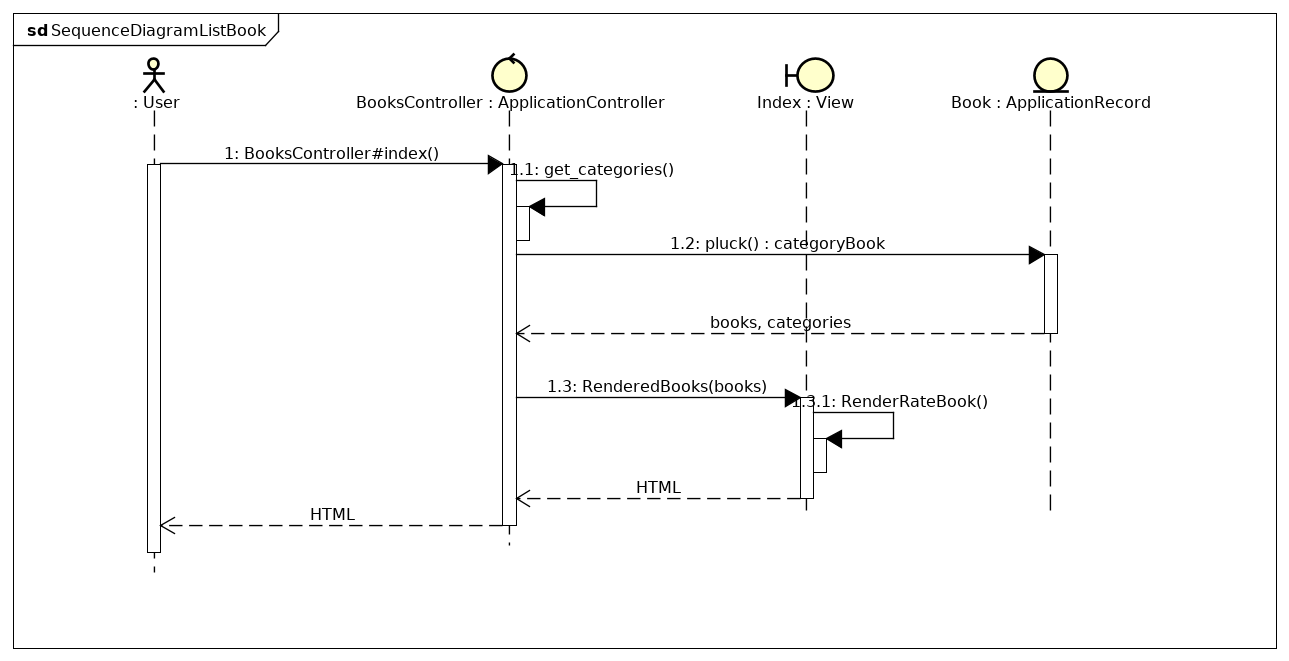 sd SequenceDiagramListBook
: User
BooksController : ApplicationController
Index : View
Book : ApplicationRecord
1: BooksController#index()
1.1: get_categories()
1.2: pluck() : categoryBook
books, categories
1.3: RenderedBooks(books)
1.3.1: RenderRateBook()
HTML
HTML